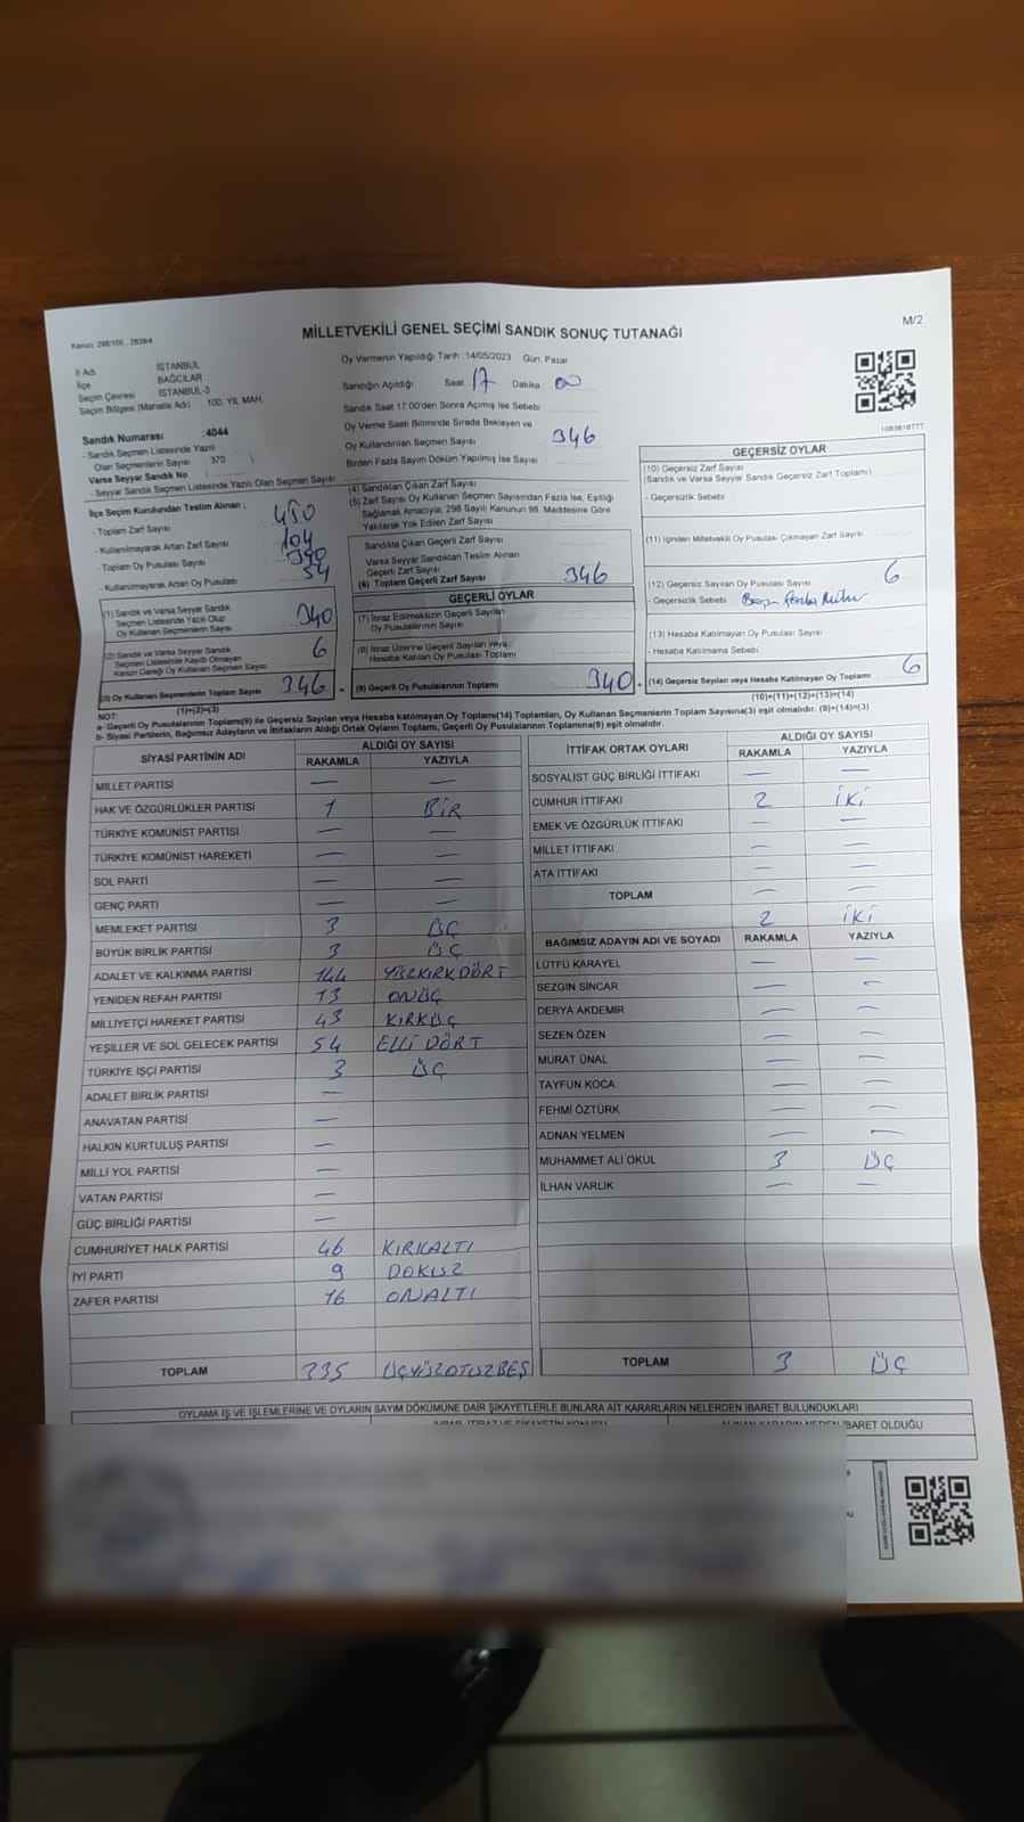 MİLLETVEKİLİ GENEL SEÇİMİ SANDIK SONUÇ TUTANAĞI
M/2
İl Adı
İSTANBUL
İlçe
BAĞCILAR
Seçim Çevresi
İSTANBUL-3
Seçim Bölgesi (Mahalle Adı)
100. YIL MAH.
Sandık Numarası :4044
- Sandık Seçmen Listesinde Yazılı
Olan Seçmenlerin Sayısı 370
Varsa Seyyar Sandık No
- Seyyar Sandık Seçmen Listesinde Yazılı Olan Seçmen Sayısı
Oy Vermenin Yapıldığı Tarih :14/05/2023 Gün: Pazar
Sandığın Açıldığı Saat 17 Dakika 00
Sandık Saat 17.00'den Sonra Açılmış İse Sebebi
Oy Verme Saati Bitiminde Sırada Bekleyen ve
Oy Kullandırılan Seçmen Sayısı 346
Birden Fazla Sayım Döküm Yapılmış İse Sayısı
İlçe Seçim Kurulundan Teslim Alınan :
- Toplam Zarf Sayısı 450
- Kullanılmayarak Artan Zarf Sayısı 104
- Toplam Oy Pusulası Sayısı
- Kullanılmayarak Artan Oy Pusulası
(1) Sandık ve Varsa Seyyar Sandık
Seçmen Listesinde Yazılı Olup
Oy Kullanan Seçmenlerin Sayısı 340
(2) Sandık ve Varsa Seyyar Sandık
Seçmen Listesinde Kayıtlı Olmayan
Kanun Gereği Oy Kullanan Seçmen Sayısı 6
(3) Oy Kullanan Seçmenlerin Toplam Sayısı 346
(1)+(2)=(3)
(4) Sandıktan Çıkan Zarf Sayısı
(5) Zarf Sayısı Oy Kullanan Seçmen Sayısından Fazla İse, Eşitliği
Sağlamak Amacıyla, 298 Sayılı Kanunun 98. Maddesine Göre
Yakılarak Yok Edilen Zarf Sayısı
Sandıkta Çıkan Geçerli Zarf Sayısı
Varsa Seyyar Sandıktan Teslim Alınan
Geçerli Zarf Sayısı
(6) Toplam Geçerli Zarf Sayısı 346
GEÇERLİ OYLAR
(7) İtiraz Edilmeksizin Geçerli Sayılan
Oy Pusulalarının Sayısı
(8) İtiraz Üzerine Geçerli Sayılan veya
Hesaba Katılan Oy Pusulası Toplamı
(9) Geçerli Oy Pusulalarının Toplamı 340
GEÇERSİZ OYLAR
(10) Geçersiz Zarf Sayısı
(Sandık ve Varsa Seyyar Sandık Geçersiz Zarf Toplamı)
- Geçersizlik Sebebi
(11) İçinden Milletvekili Oy Pusulası Çıkmayan Zarf Sayısı
(12) Geçersiz Sayılan Oy Pusulası Sayısı 6
- Geçersizlik Sebebi
(13) Hesaba Katılmayan Oy Pusulası Sayısı
- Hesaba Katılmama Sebebi
(14) Geçersiz Sayılan veya Hesaba Katılmayan Oy Toplamı 6
(10)+(11)+(12)+(13)=(14)
NOT:
a- Geçerli Oy Pusulalarının Toplamı(9) ile Geçersiz Sayılan veya Hesaba katılmayan Oy Toplamı(14) Toplamları, Oy Kullanan Seçmenlerin Toplam Sayısına(3) eşit olmalıdır. (9)+(14)=(3)
b- Siyasi Partilerin, Bağımsız Adayların ve İttifakların Aldığı Ortak Oyların Toplamı, Geçerli Oy Pusulalarının Toplamına(9) eşit olmalıdır.
SİYASİ PARTİNİN ADI
ALDIĞI OY SAYISI
RAKAMLA YAZIYLA
MİLLET PARTİSI — —
HAK VE ÖZGÜRLÜKLER PARTİSİ 1 BİR
TÜRKİYE KOMÜNİST PARTİSİ — —
TÜRKİYE KOMÜNİST HAREKETİ — —
SOL PARTİ — —
GENÇ PARTİ — —
MEMLEKET PARTİSİ 3 ÜÇ
BÜYÜK BİRLİK PARTİSİ 3 ÜÇ
ADALET VE KALKINMA PARTİSİ 144 YÜZKIRKDÖRT
YENİDEN REFAH PARTİSİ 13 ONÜÇ
MİLLİYETÇİ HAREKET PARTİSİ 43 KIRKÜÇ
YEŞİLLER VE SOL GELECEK PARTİSİ 54 ELLİ DÖRT
TÜRKİYE İŞÇİ PARTİSİ 3 ÜÇ
ADALET BİRLİK PARTİSİ —
ANAVATAN PARTİSİ —
HALKIN KURTULUŞ PARTİSİ —
MİLLİ YOL PARTİSİ —
VATAN PARTİSİ —
GÜÇ BİRLİĞİ PARTİSİ —
CUMHURİYET HALK PARTİSİ 46 KIRKALTI
İYİ PARTİ 9 DOKUZ
ZAFER PARTİSİ 16 ONALTI
TOPLAM 335 ÜÇYÜZOTUZBEŞ
İTTİFAK ORTAK OYLARI
ALDIĞI OY SAYISI
RAKAMLA YAZIYLA
SOSYALİST GÜÇ BİRLİĞİ İTTİFAKI — —
CUMHUR İTTİFAKI 2 İKİ
EMEK VE ÖZGÜRLÜK İTTİFAKI — —
MİLLET İTTİFAKI — —
ATA İTTİFAKI — —
TOPLAM — —
2 İKİ
BAĞIMSIZ ADAYIN ADI VE SOYADI RAKAMLA YAZIYLA
LÜTFÜ KARAYEL — —
SEZGİN SİNCAR — —
DERYA AKDEMİR — —
SEZEN ÖZEN — —
MURAT ÜNAL — —
TAYFUN KOCA — —
FEHMİ ÖZTÜRK — —
ADNAN YELMEN — —
MUHAMMET ALİ OKUL 3 ÜÇ
İLHAN VARLIK — —
TOPLAM 3 ÜÇ
OYLAMA İŞ VE İŞLEMLERİNE VE OYLARIN SAYIM DÖKÜMÜNE DAİR ŞİKAYETLERLE BUNLARA AİT KARARLARIN NELERDEN İBARET BULUNDUKLARI
İBARET OLDUĞU